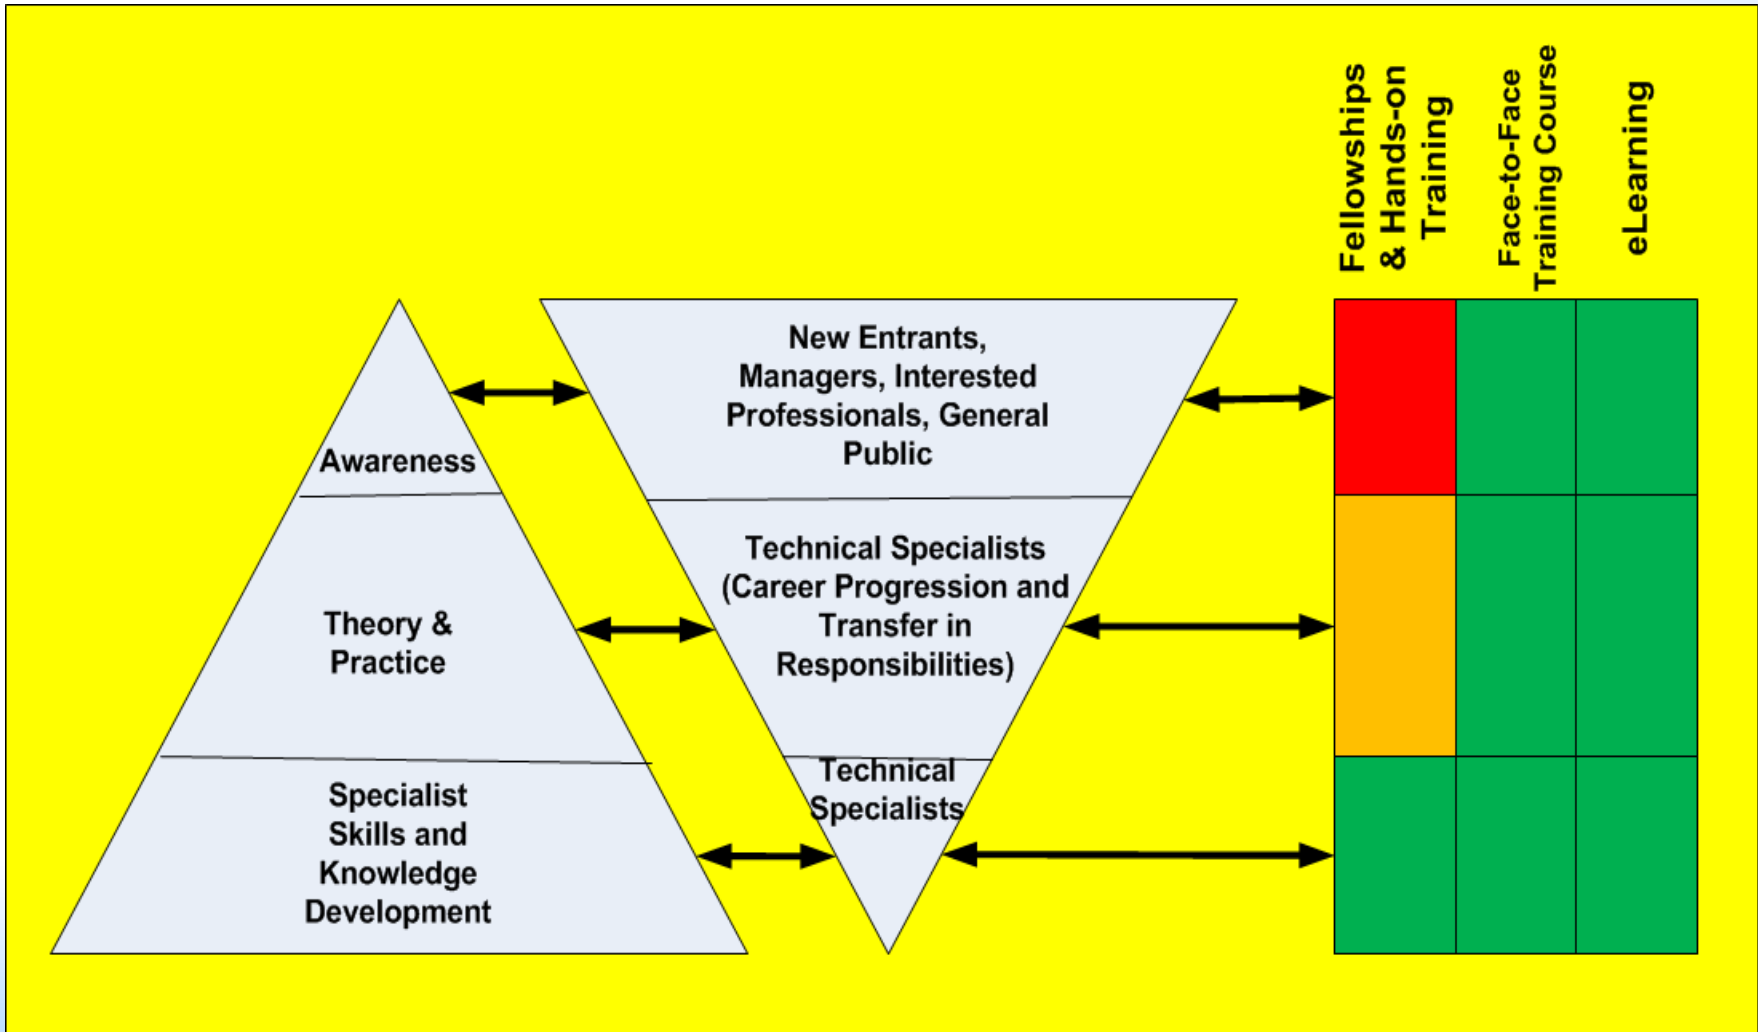 Fellowships
& Hands-on
Training
Face-to-Face
Training Course
eLearning
New Entrants,
Managers, Interested
Professionals, General
Public
Awareness
Technical Specialists
(Career Progression and
Transfer in
Responsibilities)
Theory &
Practice
Technical
Specialists
Specialist
Skills and
Knowledge
Development